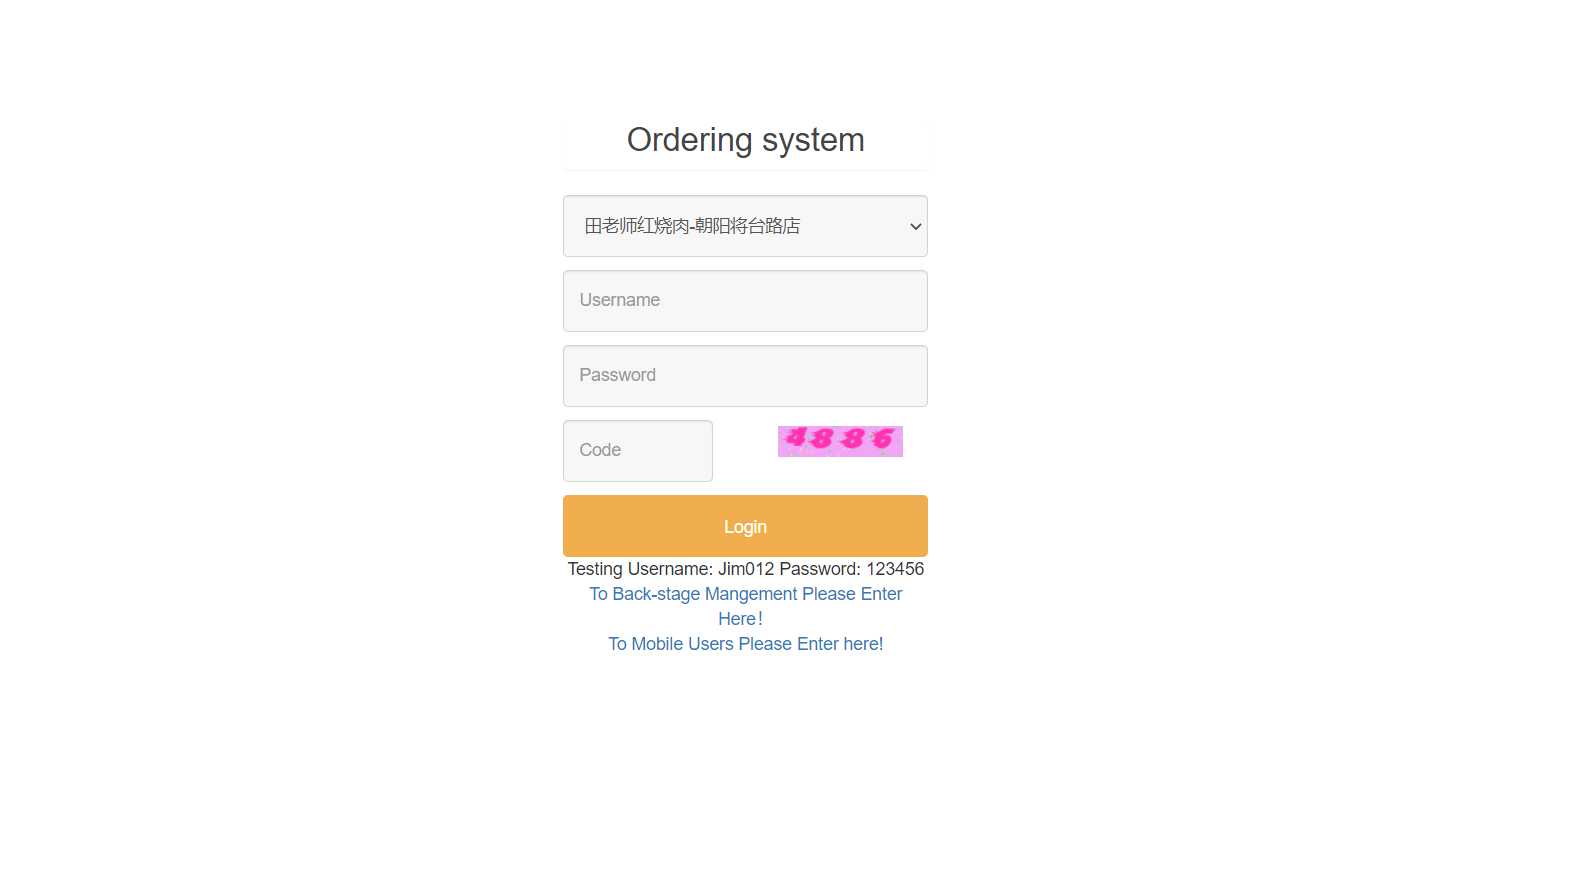 Ordering system
田老师红烧肉-朝阳将台路店
Username
Password
Code
4886
Login
Testing Username: Jim012 Password: 123456
To Back-stage Mangement Please Enter
Here！
To Mobile Users Please Enter here!